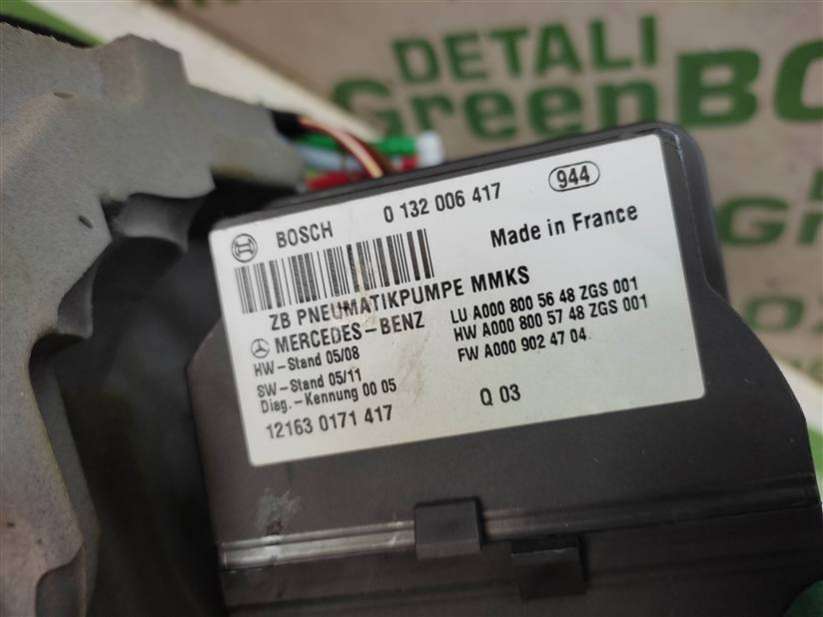 DETALI
GreenBO
BOSCH 0 132 006 417 944
Made in France
ZB PNEUMATIKPUMPE MMKS
MERCEDES-BENZ
LU A000 800 56 48 ZGS 001
HW A000 800 57 48 ZGS 001
FW A000 902 47 04
HW-Stand 05/08
SW-Stand 05/11
Diag.-Kennung 00 05
12163 0171 417
Q 03